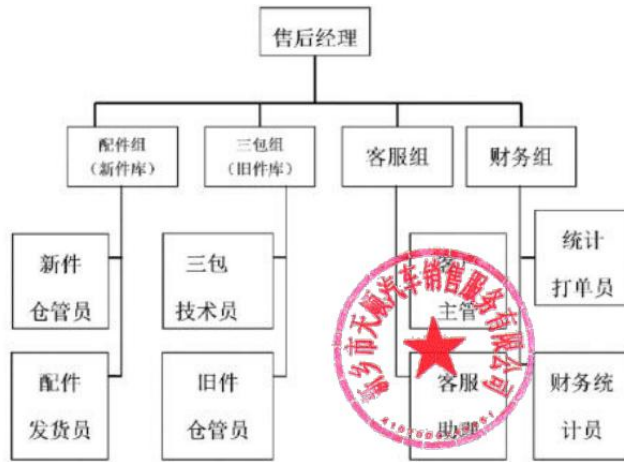 售后经理
配件组
（新件库）
三包组
（旧件库）
客服组
财务组
新件
仓管员
三包
技术员
主管
统计
打单员
配件
发货员
旧件
仓管员
客服
助理
财务统
计员
新乡市天顺汽车销售服务有限公司